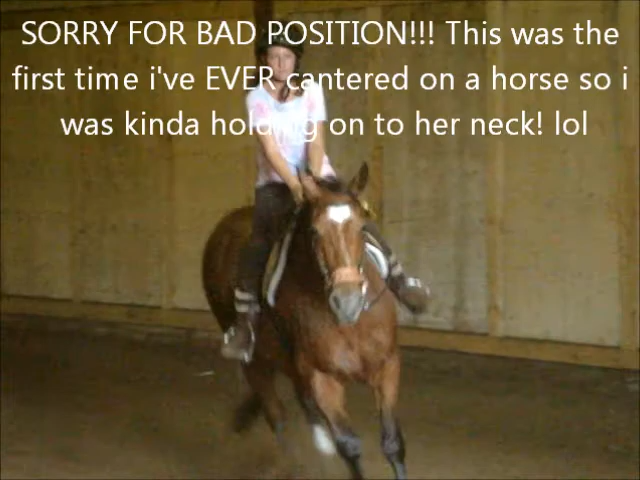 SORRY FOR BAD POSITION!!! This was the
first time i've EVER cantered on a horse so i
was kinda holding on to her neck! lol